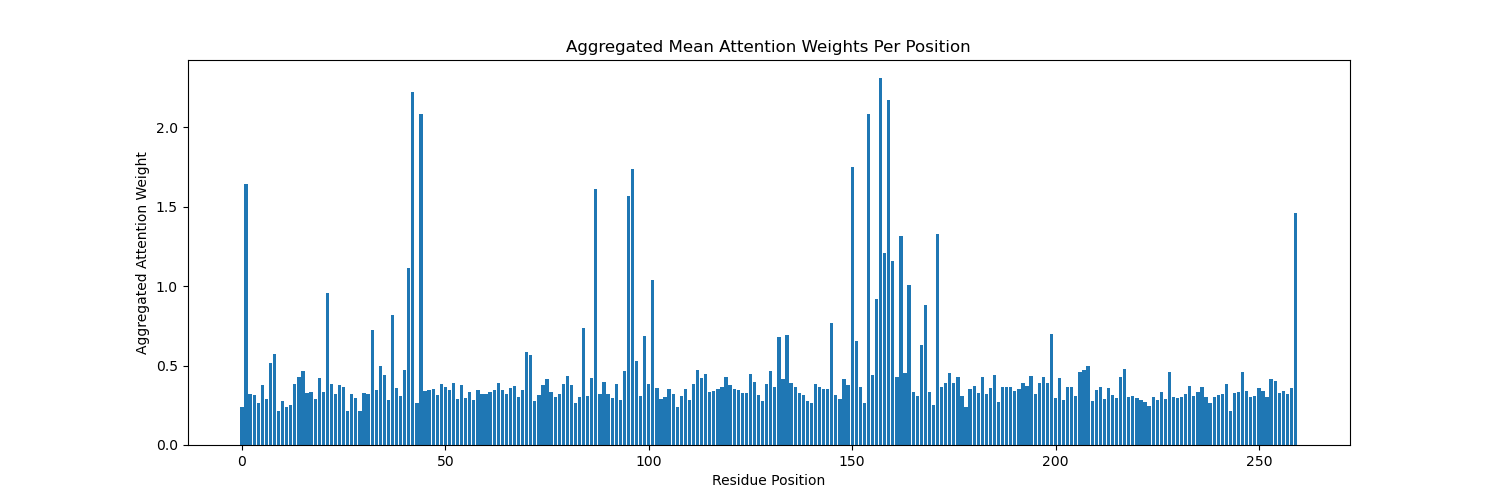 Aggregated Mean Attention Weights Per Position
Aggregated Attention Weight
2.0
1.5
1.0
0.5
0.0
0 50 100 150 200 250
Residue Position